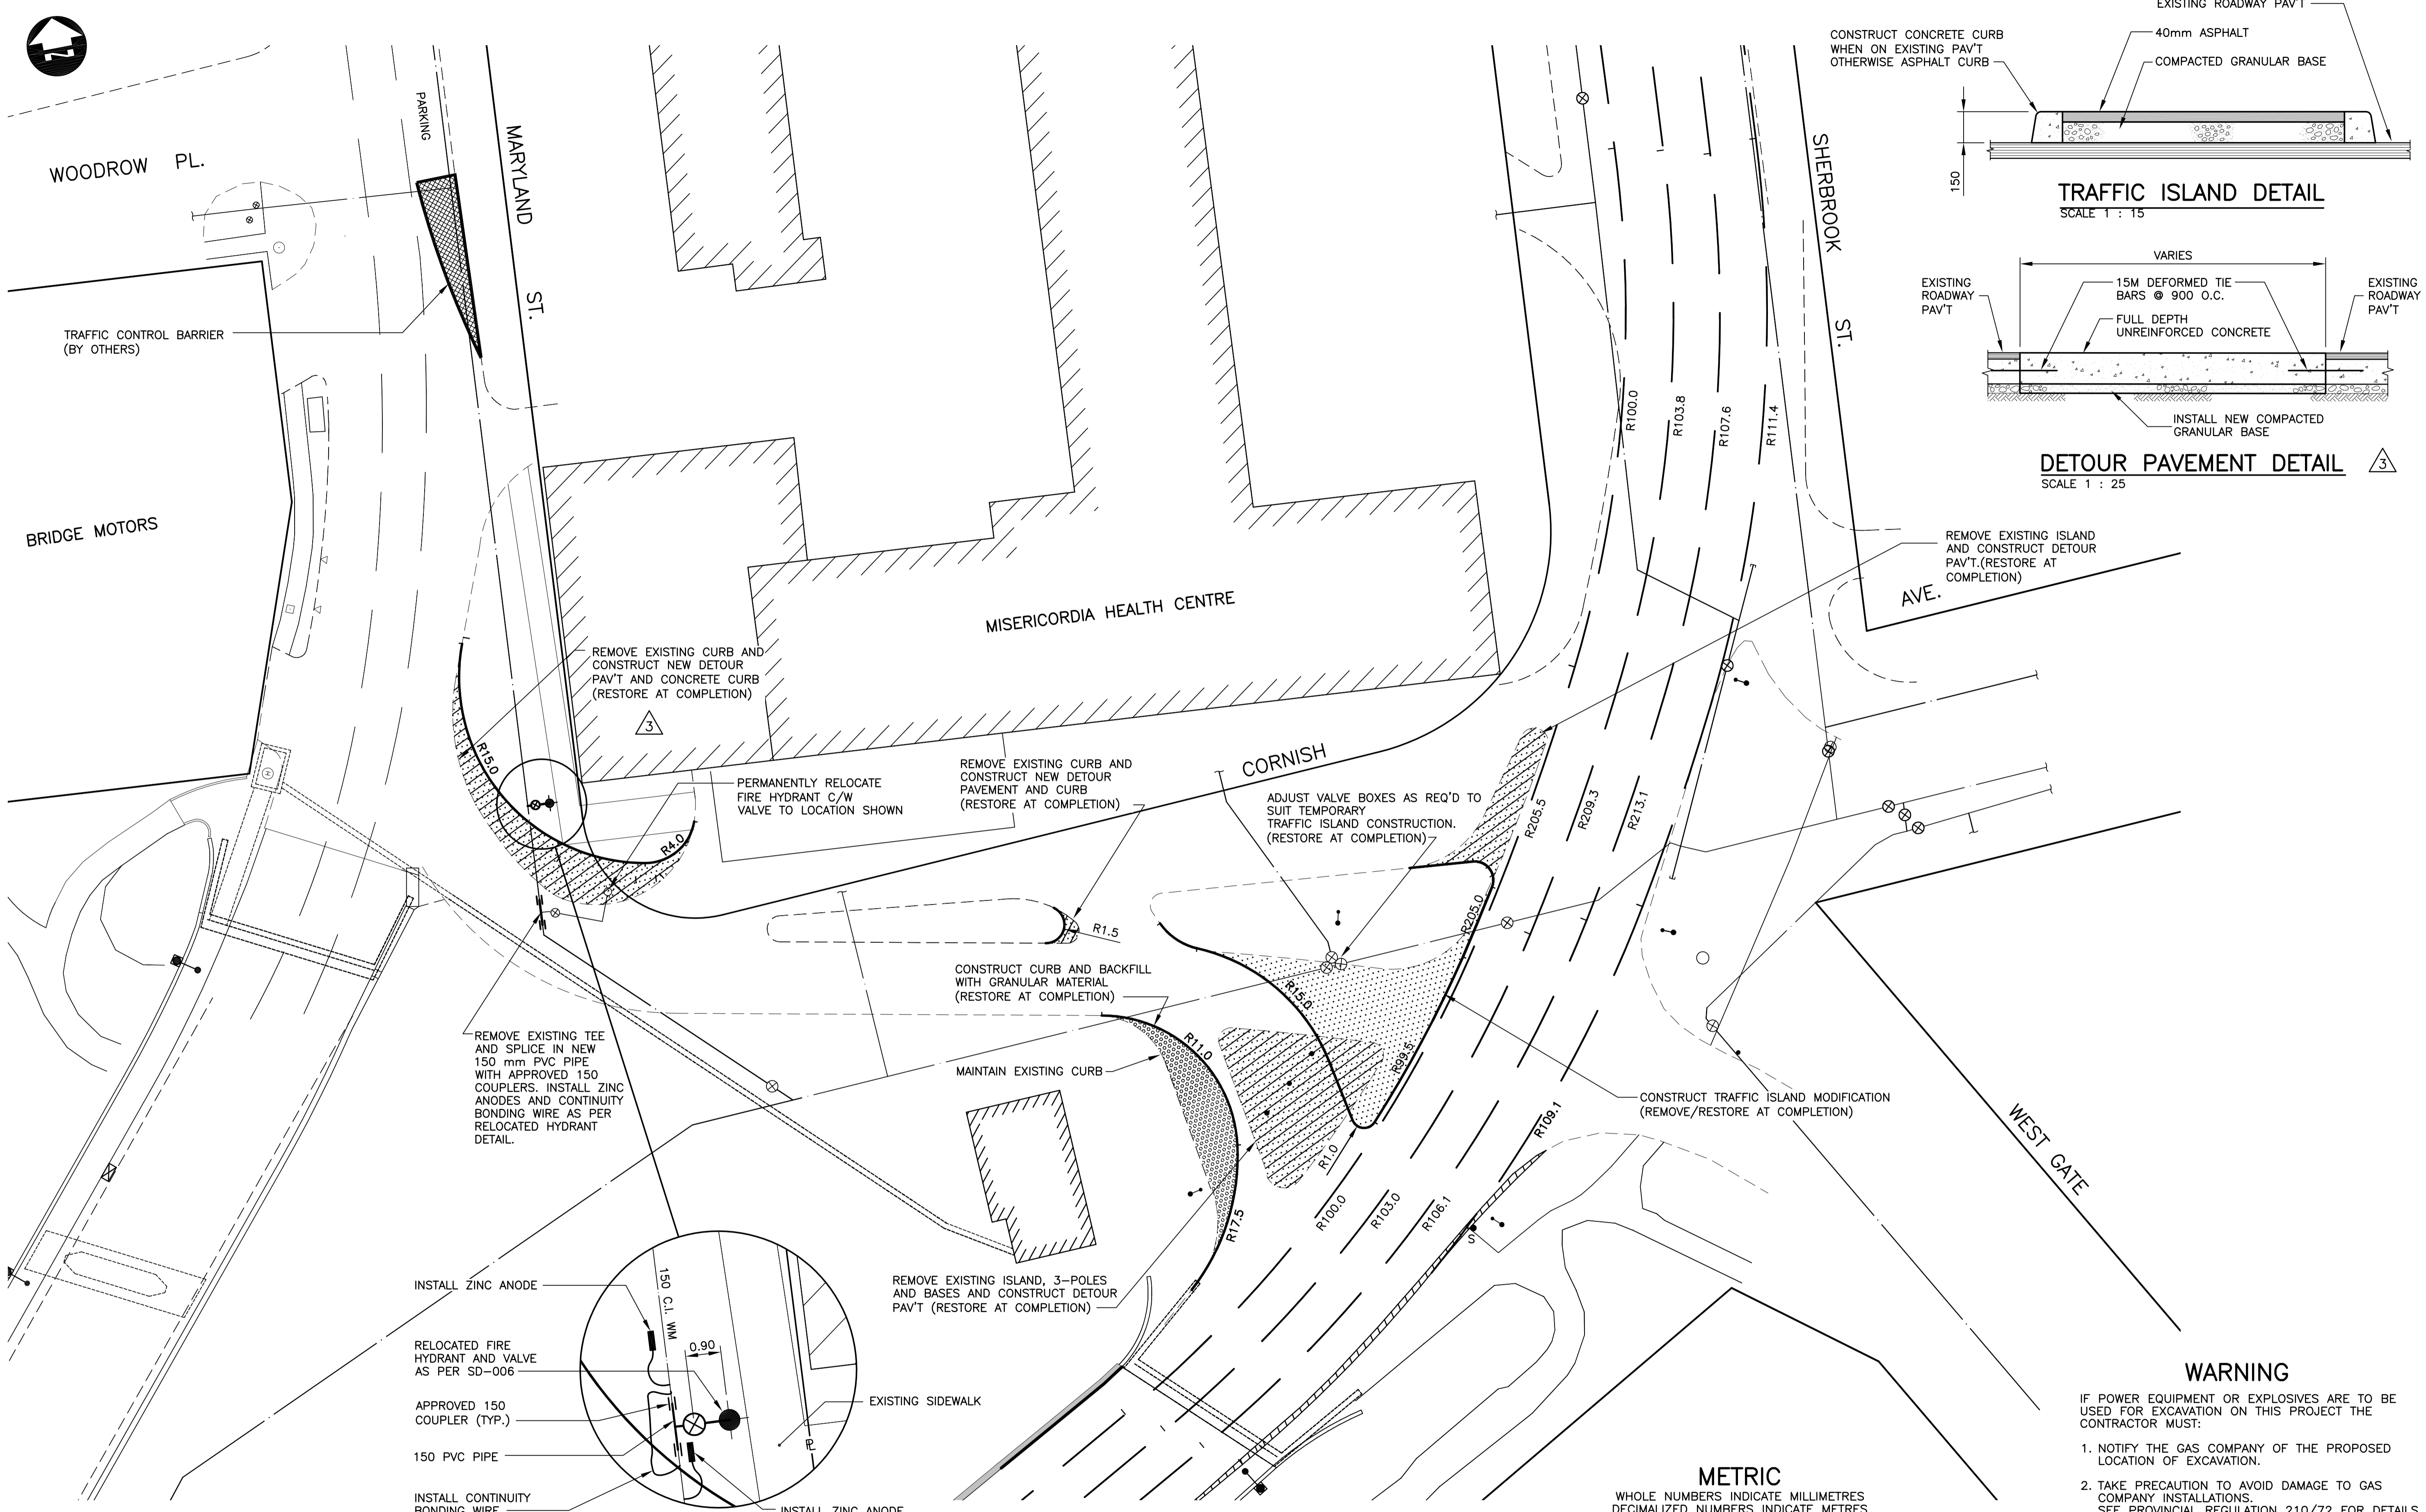 N
WOODROW PL.
PARKING
MARYLAND ST.
SHERBROOK ST.
EXISTING ROADWAY PAV'T
CONSTRUCT CONCRETE CURB
WHEN ON EXISTING PAV'T
OTHERWISE ASPHALT CURB
40mm ASPHALT
COMPACTED GRANULAR BASE
150
TRAFFIC ISLAND DETAIL
SCALE 1 : 15
VARIES
EXISTING
ROADWAY
PAV'T
15M DEFORMED TIE
BARS @ 900 O.C.
FULL DEPTH
UNREINFORCED CONCRETE
EXISTING
ROADWAY
PAV'T
INSTALL NEW COMPACTED
GRANULAR BASE
DETOUR PAVEMENT DETAIL
3
SCALE 1 : 25
TRAFFIC CONTROL BARRIER
(BY OTHERS)
R100.0
R103.8
R107.6
R111.4
BRIDGE MOTORS
REMOVE EXISTING ISLAND
AND CONSTRUCT DETOUR
PAV'T.(RESTORE AT
COMPLETION)
AVE.
MISERICORDIA HEALTH CENTRE
REMOVE EXISTING CURB AND
CONSTRUCT NEW DETOUR
PAV'T AND CONCRETE CURB
(RESTORE AT COMPLETION)
3
H
R15.0
R4.0
PERMANENTLY RELOCATE
FIRE HYDRANT C/W
VALVE TO LOCATION SHOWN
REMOVE EXISTING CURB AND
CONSTRUCT NEW DETOUR
PAVEMENT AND CURB
(RESTORE AT COMPLETION)
CORNISH
ADJUST VALVE BOXES AS REQ'D TO
SUIT TEMPORARY
TRAFFIC ISLAND CONSTRUCTION.
(RESTORE AT COMPLETION)
R205.5
R209.3
R213.1
R1.5
R205.0
CONSTRUCT CURB AND BACKFILL
WITH GRANULAR MATERIAL
(RESTORE AT COMPLETION)
R15.0
R11.0
R99.5
REMOVE EXISTING TEE
AND SPLICE IN NEW
150 mm PVC PIPE
WITH APPROVED 150
COUPLERS. INSTALL ZINC
ANODES AND CONTINUITY
BONDING WIRE AS PER
RELOCATED HYDRANT
DETAIL.
MAINTAIN EXISTING CURB
CONSTRUCT TRAFFIC ISLAND MODIFICATION
(REMOVE/RESTORE AT COMPLETION)
R109.1
WEST GATE
R1.0
R17.5
R100.0
R103.0
R106.1
S
REMOVE EXISTING ISLAND, 3-POLES
AND BASES AND CONSTRUCT DETOUR
PAV'T (RESTORE AT COMPLETION)
INSTALL ZINC ANODE
150 C.I. WM
RELOCATED FIRE
HYDRANT AND VALVE
AS PER SD-006
0.90
APPROVED 150
COUPLER (TYP.)
EXISTING SIDEWALK
150 PVC PIPE
PL
INSTALL CONTINUITY
BONDING WIRE
INSTALL ZINC ANODE
METRIC
WHOLE NUMBERS INDICATE MILLIMETRES
DECIMALIZED NUMBERS INDICATE METRES
WARNING
IF POWER EQUIPMENT OR EXPLOSIVES ARE TO BE
USED FOR EXCAVATION ON THIS PROJECT THE
CONTRACTOR MUST:
1. NOTIFY THE GAS COMPANY OF THE PROPOSED
LOCATION OF EXCAVATION.
2. TAKE PRECAUTION TO AVOID DAMAGE TO GAS
COMPANY INSTALLATIONS.
SEE PROVINCIAL REGULATION 210/72 FOR DETAILS